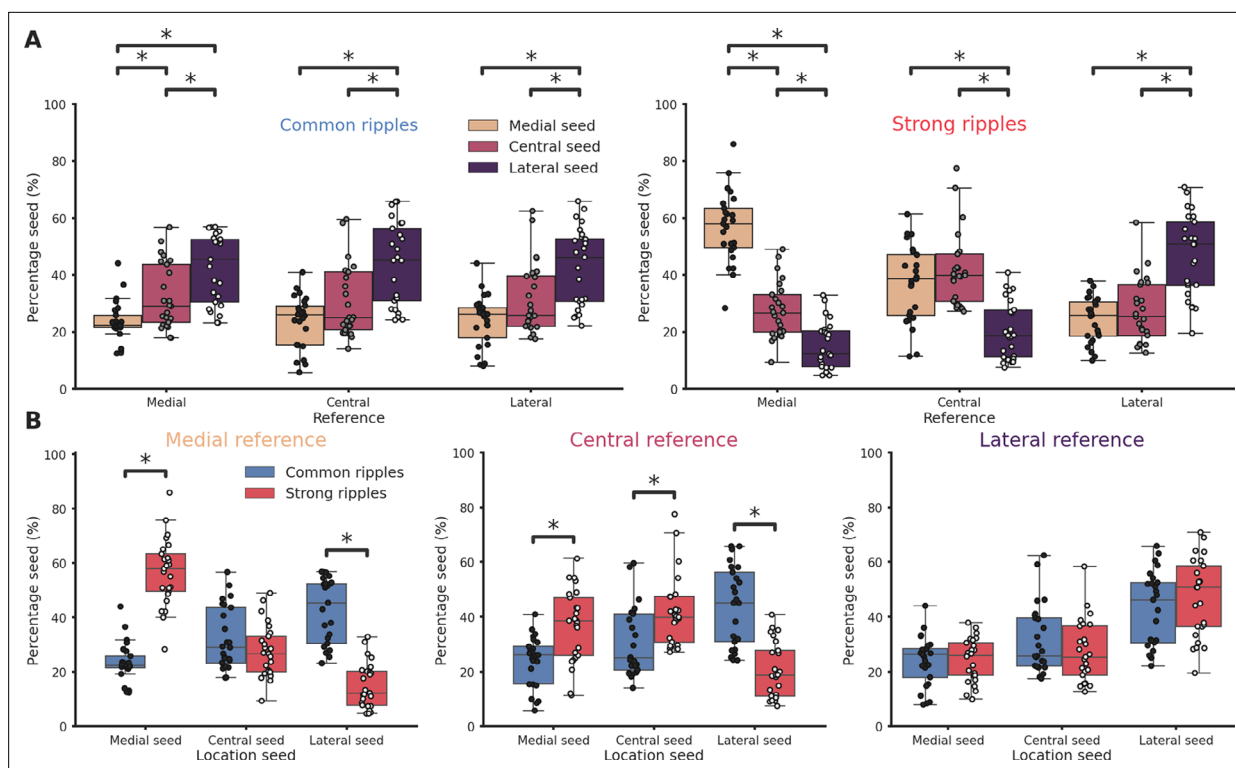 A
* * *
* *
* *
* * *
* *
* *
Common ripples
Medial seed
Central seed
Lateral seed
Percentage seed (%)
100
80
60
40
20
0
Medial Central Lateral
Reference
Strong ripples
Percentage seed (%)
100
80
60
40
20
0
Medial Central Lateral
Reference
B
Medial reference
Common ripples
Strong ripples
* *
Percentage seed (%)
100
80
60
40
20
0
Medial seed Central seed Lateral seed
Location seed
Central reference
* * *
Percentage seed (%)
100
80
60
40
20
0
Medial seed Central seed Lateral seed
Location seed
Lateral reference
Percentage seed (%)
100
80
60
40
20
0
Medial seed Central seed Lateral seed
Location seed